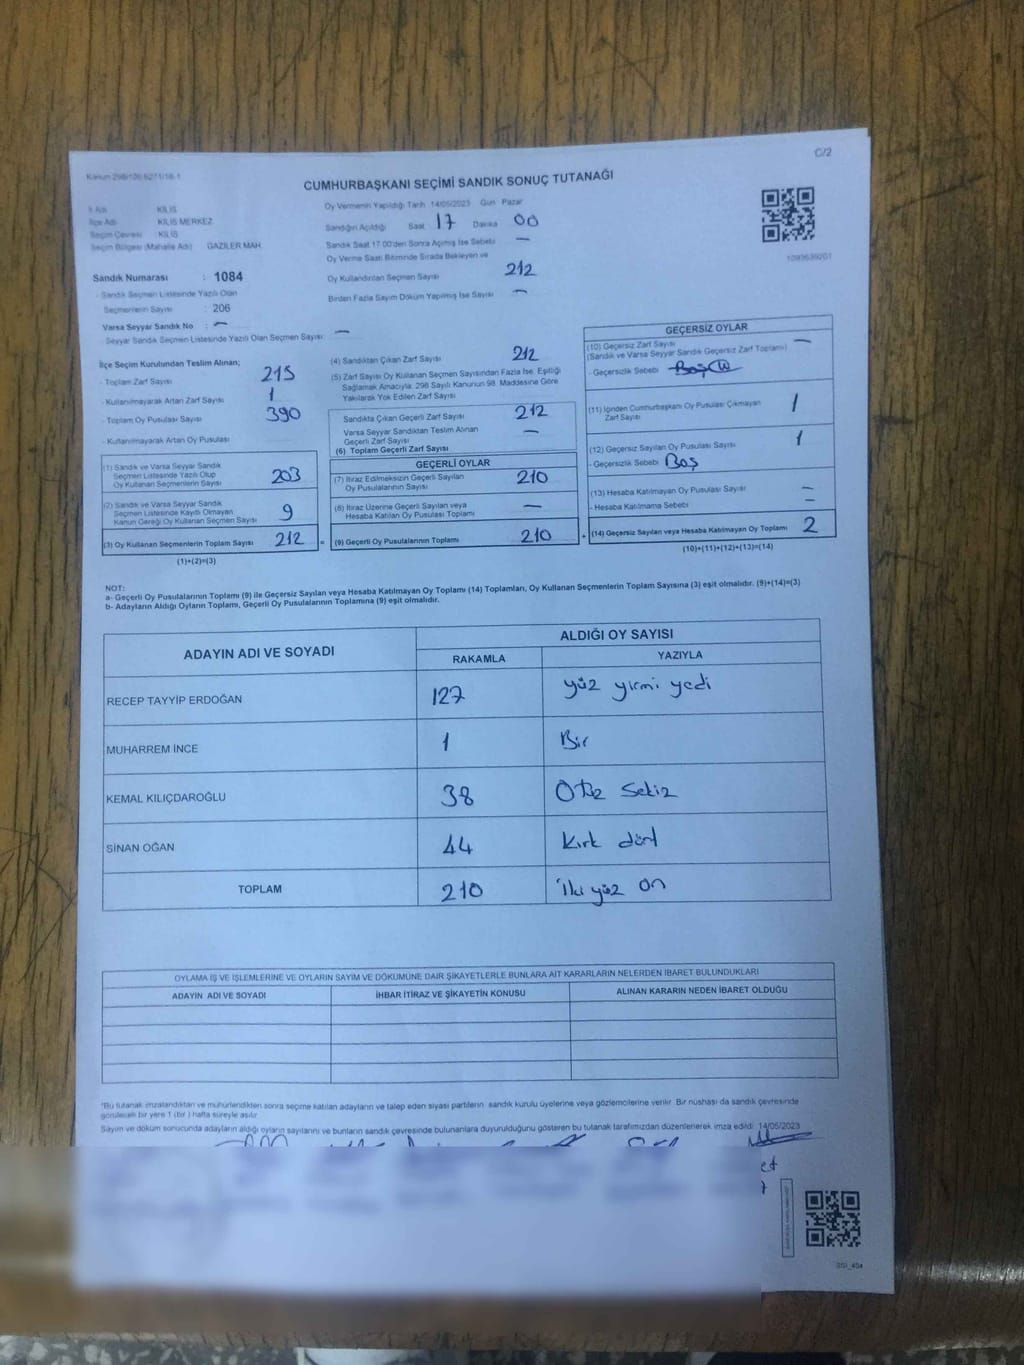 C/2
Kanun 298/105 6271/18-1
CUMHURBAŞKANI SEÇİMİ SANDIK SONUÇ TUTANAĞI
İl Adı KİLİS
İlçe Adı KİLİS MERKEZ
Seçim Çevresi KİLİS
Seçim Bölgesi (Mahalle Adı) GAZİLER MAH.
Sandık Numarası : 1084
- Sandık Seçmen Listesinde Yazılı Olan
Seçmenlerin Sayısı : 206
Varsa Seyyar Sandık No : -
- Seyyar Sandık Seçmen Listesinde Yazılı Olan Seçmen Sayısı : -
Oy Vermenin Yapıldığı Tarih 14/05/2023 Gün Pazar
Sandığın Açıldığı Saat 17 Dakika 00
Sandık Saat 17.00'den Sonra Açılmış İse Sebebi -
Oy Verme Saati Bitiminde Sırada Bekleyen ve
Oy Kullandırılan Seçmen Sayısı 212
Birden Fazla Sayım Döküm Yapılmış İse Sayısı -
1093639201
İlçe Seçim Kurulundan Teslim Alınan;
- Toplam Zarf Sayısı 215
- Kullanılmayarak Artan Zarf Sayısı 1
- Toplam Oy Pusulası Sayısı 390
- Kullanılmayarak Artan Oy Pusulası
(1) Sandık ve Varsa Seyyar Sandık
Seçmen Listesinde Yazılı Olup
Oy Kullanan Seçmenlerin Sayısı 203
(2) Sandık ve Varsa Seyyar Sandık
Seçmen Listesinde Kayıtlı Olmayan
Kanun Gereği Oy Kullanan Seçmen Sayısı 9
(3) Oy Kullanan Seçmenlerin Toplam Sayısı 212 =
(1)+(2)=(3)
(4) Sandıktan Çıkan Zarf Sayısı 212
(5) Zarf Sayısı Oy Kullanan Seçmen Sayısından Fazla İse, Eşitliği
Sağlamak Amacıyla, 298 Sayılı Kanunun 98. Maddesine Göre
Yakılarak Yok Edilen Zarf Sayısı
Sandıkta Çıkan Geçerli Zarf Sayısı 212
Varsa Seyyar Sandıktan Teslim Alınan
Geçerli Zarf Sayısı -
(6) Toplam Geçerli Zarf Sayısı
GEÇERLİ OYLAR
(7) İtiraz Edilmeksizin Geçerli Sayılan
Oy Pusulalarının Sayısı 210
(8) İtiraz Üzerine Geçerli Sayılan veya
Hesaba Katılan Oy Pusulası Toplamı -
(9) Geçerli Oy Pusulalarının Toplamı 210 +
GEÇERSİZ OYLAR
(10) Geçersiz Zarf Sayısı -
(Sandık ve Varsa Seyyar Sandık Geçersiz Zarf Toplamı)
- Geçersizlik Sebebi
(11) İçinden Cumhurbaşkanı Oy Pusulası Çıkmayan
Zarf Sayısı 1
(12) Geçersiz Sayılan Oy Pusulası Sayısı 1
- Geçersizlik Sebebi Boş
(13) Hesaba Katılmayan Oy Pusulası Sayısı -
- Hesaba Katılmama Sebebi -
(14) Geçersiz Sayılan veya Hesaba Katılmayan Oy Toplamı 2
(10)+(11)+(12)+(13)=(14)
NOT:
a- Geçerli Oy Pusulalarının Toplamı (9) ile Geçersiz Sayılan veya Hesaba Katılmayan Oy Toplamı (14) Toplamları, Oy Kullanan Seçmenlerin Toplam Sayısına (3) eşit olmalıdır. (9)+(14)=(3)
b- Adayların Aldığı Oyların Toplamı, Geçerli Oy Pusulalarının Toplamına (9) eşit olmalıdır.
ADAYIN ADI VE SOYADI ALDIĞI OY SAYISI
RAKAMLA YAZIYLA
RECEP TAYYİP ERDOĞAN 127 yüz yirmi yedi
MUHARREM İNCE 1 Bir
KEMAL KILIÇDAROĞLU 38 Otuz Sekiz
SİNAN OĞAN 44 Kırk dört
TOPLAM 210 İki yüz on
OYLAMA İŞ VE İŞLEMLERİNE VE OYLARIN SAYIM VE DÖKÜMÜNE DAİR ŞİKAYETLERLE BUNLARA AİT KARARLARIN NELERDEN İBARET BULUNDUKLARI
ADAYIN ADI VE SOYADI İHBAR İTİRAZ VE ŞİKAYETİN KONUSU ALINAN KARARIN NEDEN İBARET OLDUĞU
*Bu tutanak imzalandıktan ve mühürlendikten sonra seçime katılan adayların ve talep eden siyasi partilerin sandık kurulu üyelerine veya gözlemcilerine verilir. Bir nüshası da sandık çevresinde
görülecek bir yere 1 (bir ) hafta süreyle asılır.
Sayım ve döküm sonucunda adayların aldığı oyların sayılarını ve bunların sandık çevresinde bulunanlara duyurulduğunu gösteren bu tutanak tarafımızdan düzenlenerek imza edildi. 14/05/2023